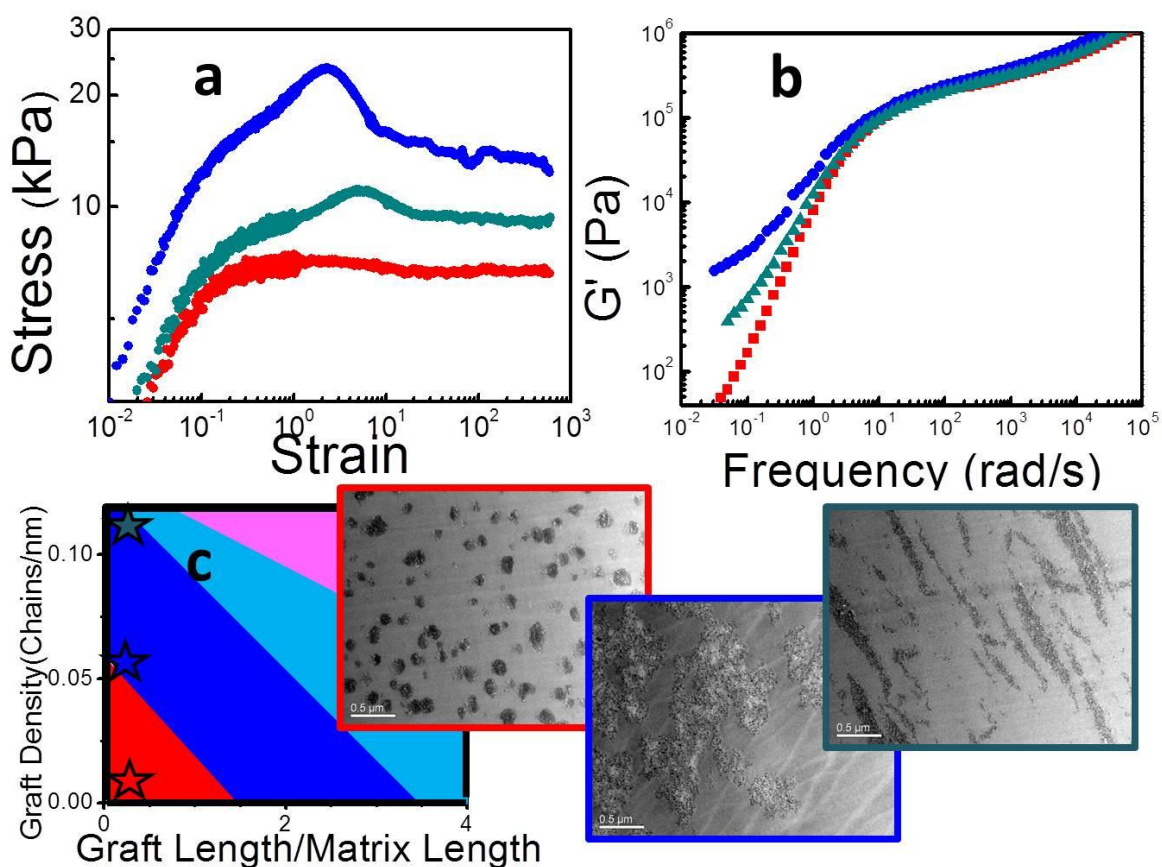 a
Stress (kPa)
30
20
10
10^-2 10^-1 10^0 10^1 10^2 10^3
Strain
b
G' (Pa)
10^6
10^5
10^4
10^3
10^2
10^-2 10^-1 10^0 10^1 10^2 10^3 10^4 10^5
Frequency (rad/s)
c
Graft Density(Chains/nm)
0.10
0.05
0.00
0 2 4
Graft Length/Matrix Length
0.5 µm
0.5 µm
0.5 µm